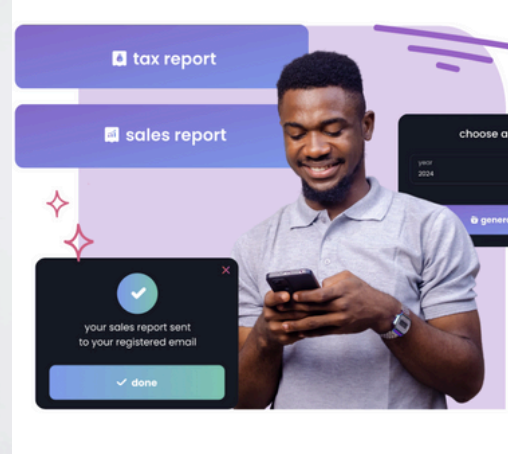 tax report
sales report
choose a
year
2024
gener
your sales report sent
to your registered email
done